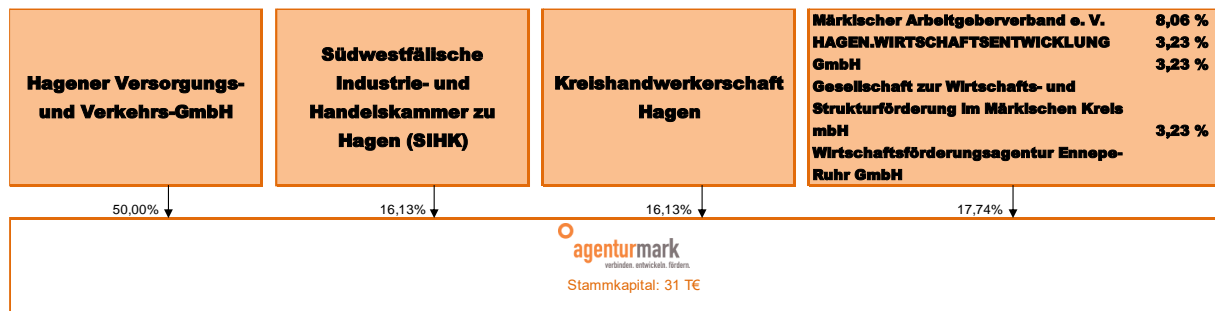 Hagener Versorgungs-
und Verkehrs-GmbH
Südwestfälische
Industrie- und
Handelskammer zu
Hagen (SIHK)
Kreishandwerkerschaft
Hagen
Märkischer Arbeitgeberverband e. V. 8,06 %
HAGEN.WIRTSCHAFTSENTWICKLUNG 3,23 %
GmbH 3,23 %
Gesellschaft zur Wirtschafts- und
Strukturförderung im Märkischen Kreis
mbH 3,23 %
Wirtschaftsförderungsagentur Ennepe-
Ruhr GmbH
50,00% 16,13% 16,13% 17,74%
agenturmark
verbinden. entwickeln. fördern.
Stammkapital: 31 T€